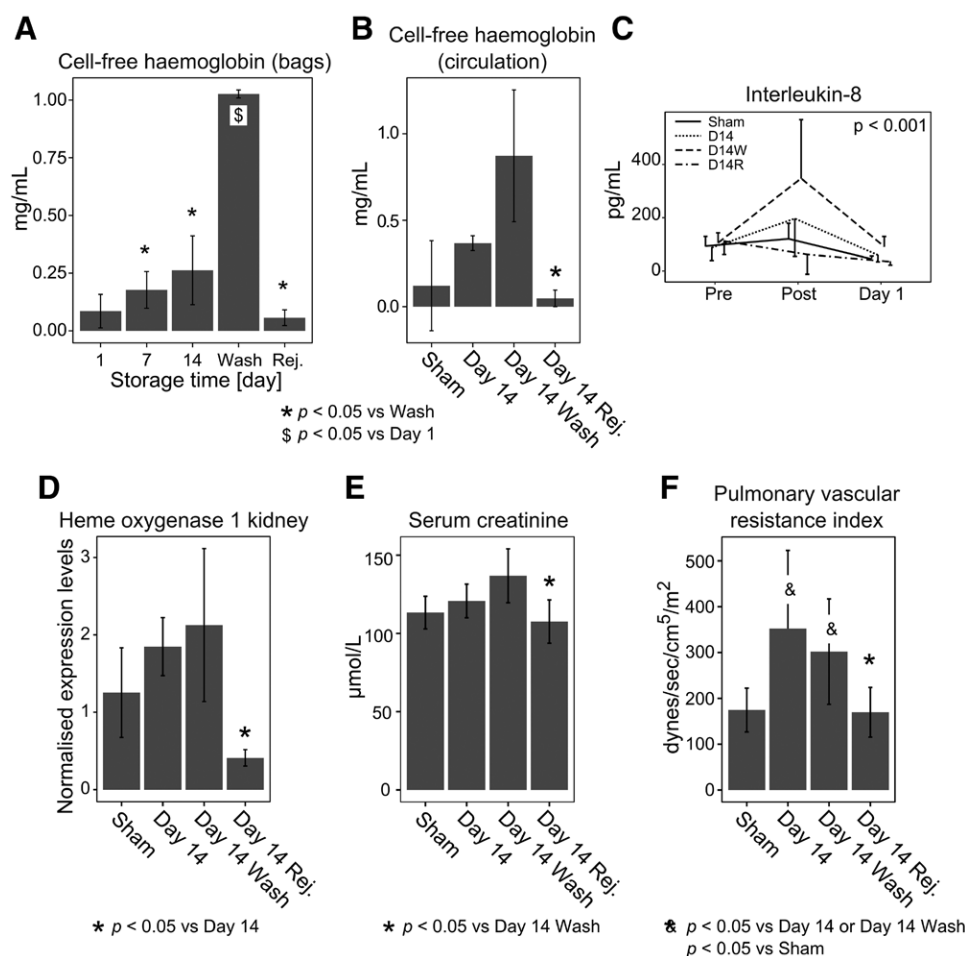 A
Cell-free haemoglobin (bags)
mg/mL
1.00
0.75
0.50
0.25
0.00
*
*
$
*
1 7 14 Wash Rej.
Storage time [day]
B
Cell-free haemoglobin
(circulation)
mg/mL
1.0
0.5
0.0
*
Sham
Day 14
Day 14 Wash
Day 14 Rej.
* p < 0.05 vs Wash
$ p < 0.05 vs Day 1
C
Interleukin-8
Sham
D14
D14W
D14R
p < 0.001
pg/mL
400
200
0
Pre Post Day 1
D
Heme oxygenase 1 kidney
Normalised expression levels
3
2
1
0
*
Sham
Day 14
Day 14 Wash
Day 14 Rej.
* p < 0.05 vs Day 14
E
Serum creatinine
µmol/L
150
100
50
0
*
Sham
Day 14
Day 14 Wash
Day 14 Rej.
* p < 0.05 vs Day 14 Wash
F
Pulmonary vascular
resistance index
dynes/sec/cm⁵/m²
500
400
300
200
100
0
&
&
*
Sham
Day 14
Day 14 Wash
Day 14 Rej.
& p < 0.05 vs Day 14 or Day 14 Wash
p < 0.05 vs Sham